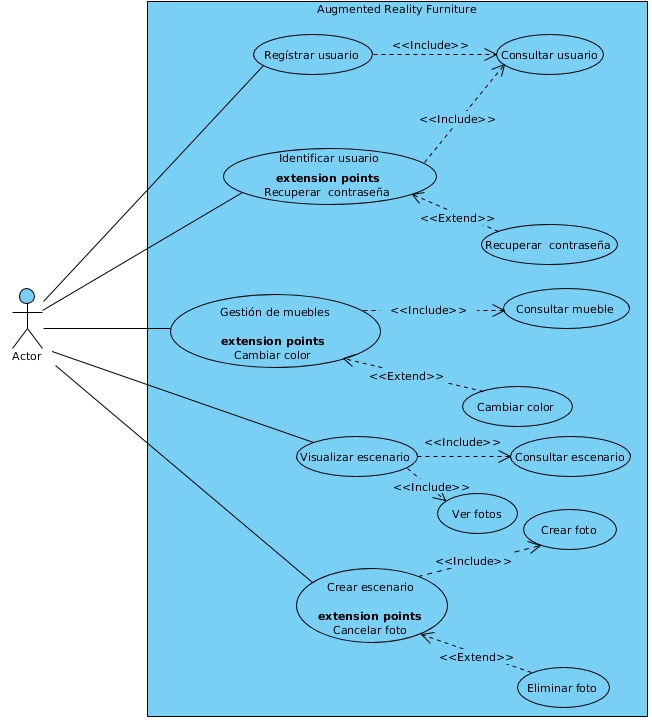 Augmented Reality Furniture
Regístrar usuario
<<Include>>
Consultar usuario
<<Include>>
Identificar usuario
extension points
Recuperar contraseña
<<Extend>>
Recuperar contraseña
Actor
Gestión de muebles
extension points
Cambiar color
<<Include>>
Consultar mueble
<<Extend>>
Cambiar color
Visualizar escenario
<<Include>>
Consultar escenario
<<Include>>
Ver fotos
Crear foto
<<Include>>
Crear escenario
extension points
Cancelar foto
<<Extend>>
Eliminar foto